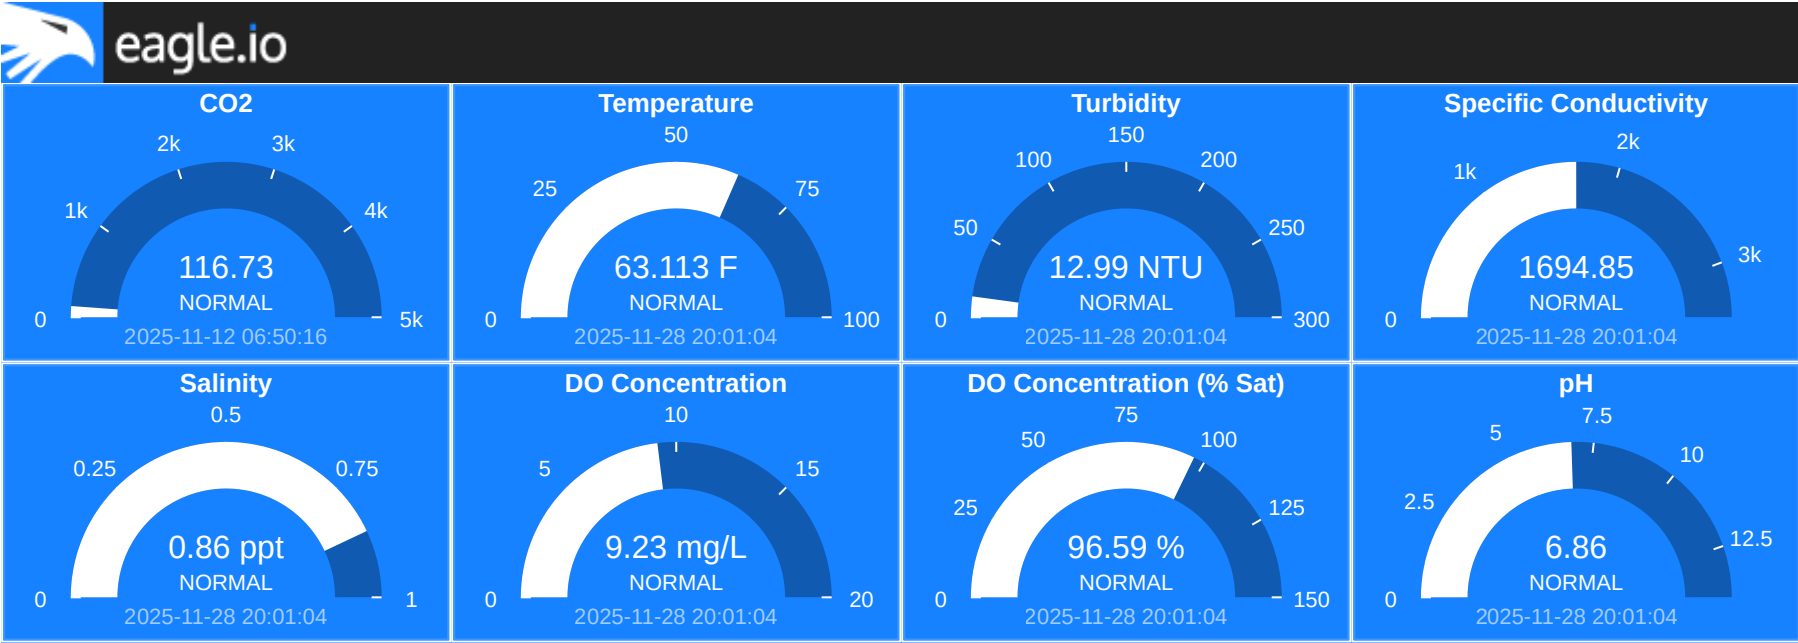 eagle.io
CO2
2k
3k
1k
4k
116.73
NORMAL
0
5k
2025-11-12 06:50:16
Temperature
50
25
75
63.113 F
NORMAL
0
100
2025-11-28 20:01:04
Turbidity
150
100
200
50
250
12.99 NTU
NORMAL
0
300
2025-11-28 20:01:04
Specific Conductivity
2k
1k
3k
1694.85
NORMAL
0
2025-11-28 20:01:04
Salinity
0.5
0.25
0.75
0.86 ppt
NORMAL
0
1
2025-11-28 20:01:04
DO Concentration
10
5
15
9.23 mg/L
NORMAL
0
20
2025-11-28 20:01:04
DO Concentration (% Sat)
75
50
100
25
125
96.59 %
NORMAL
0
150
2025-11-28 20:01:04
pH
7.5
5
10
2.5
12.5
6.86
NORMAL
0
2025-11-28 20:01:04